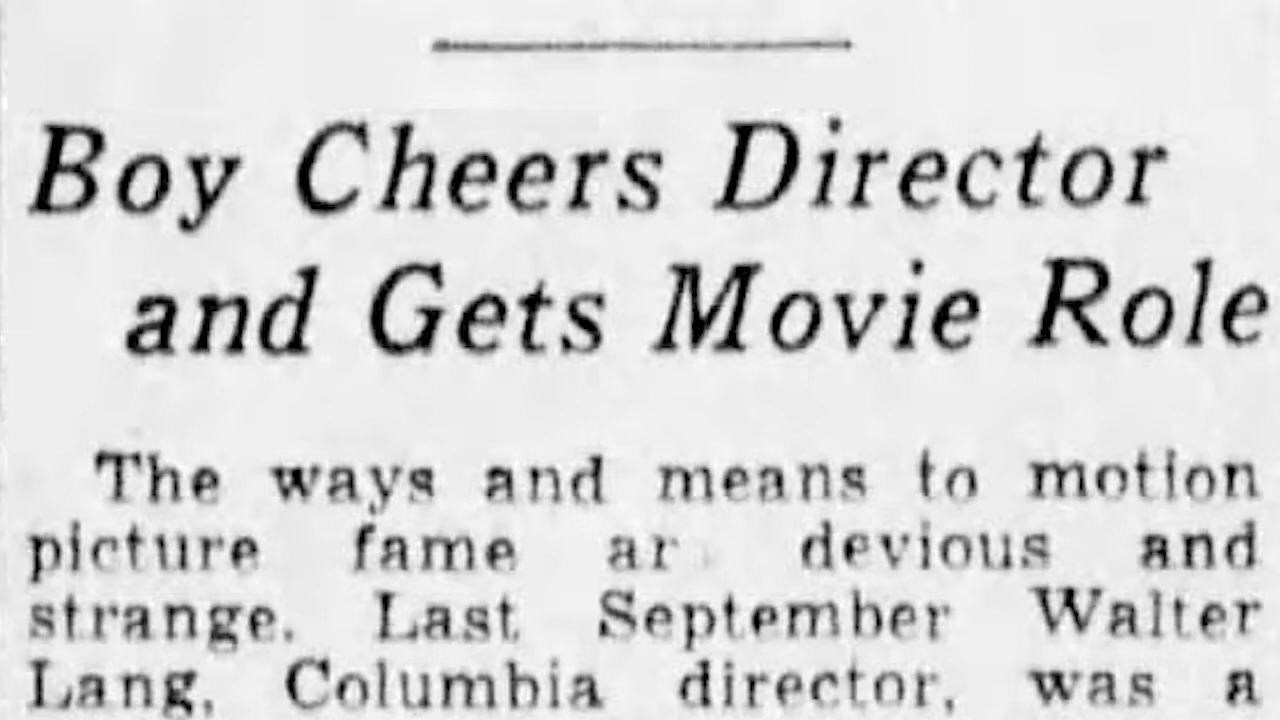 Boy Cheers Director
and Gets Movie Role
The ways and means to motion
picture fame ar devious and
strange. Last September Walter
Lang, Columbia director, was a